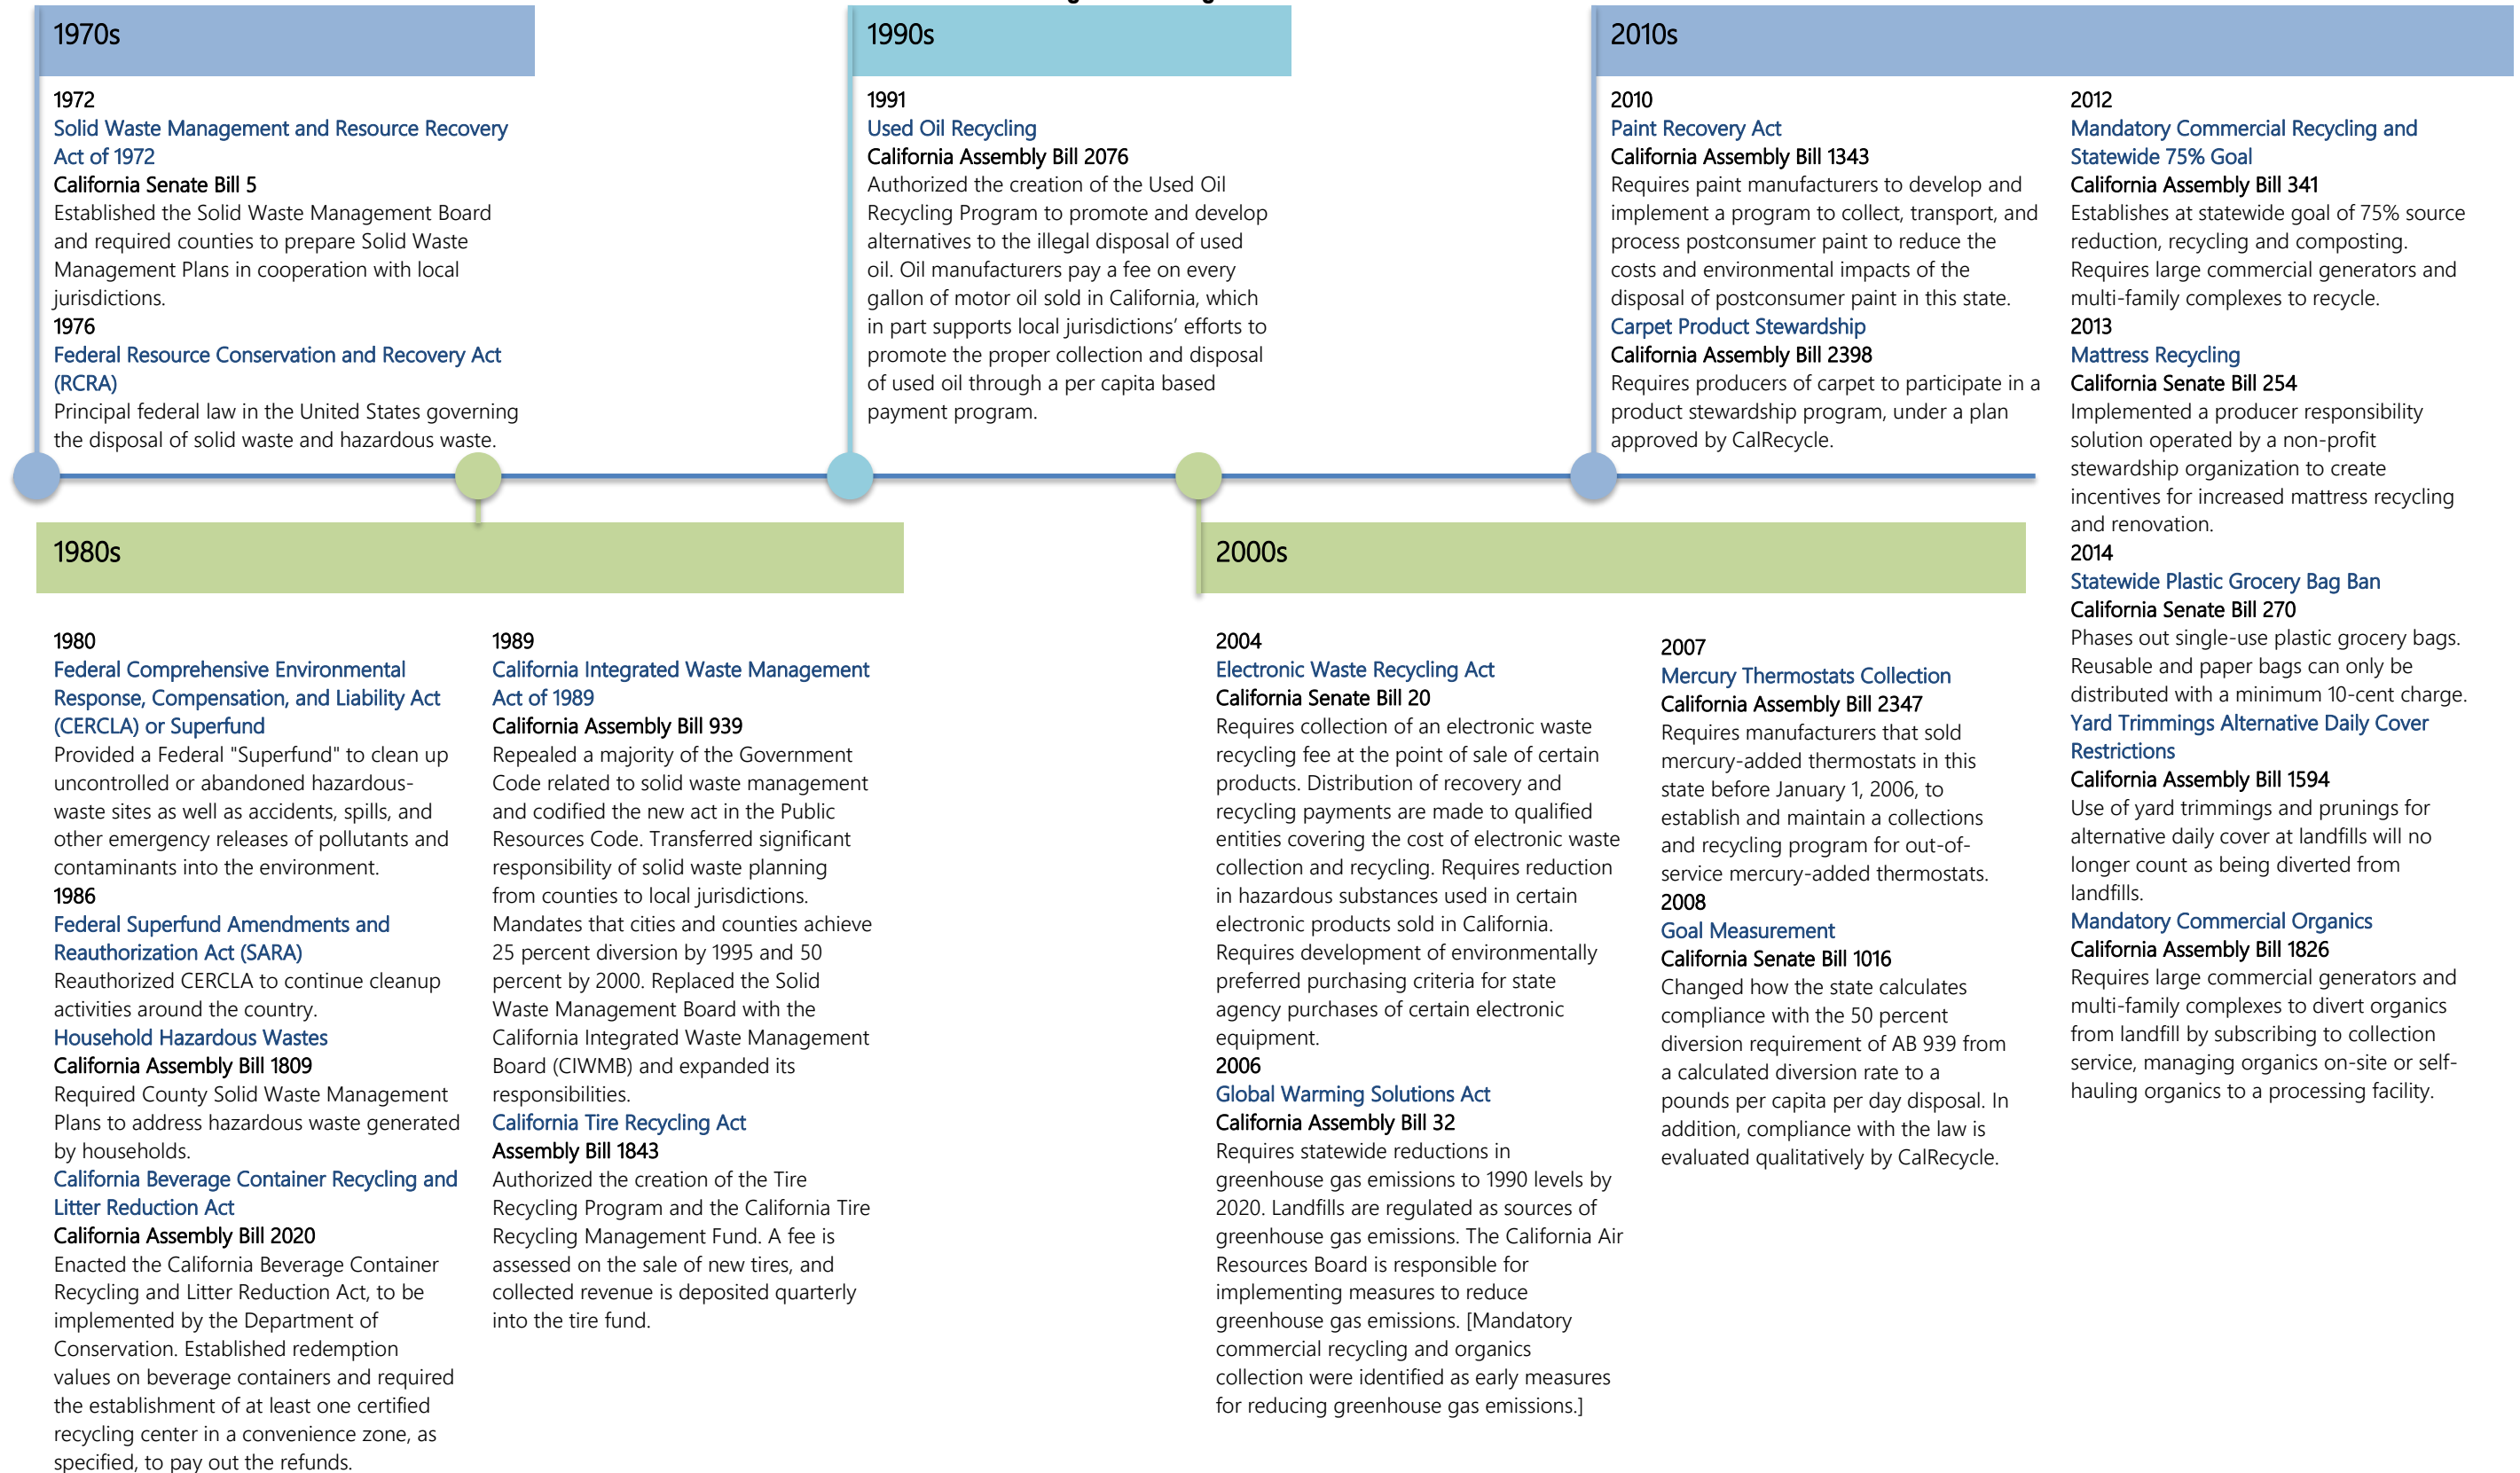 1970s
1972
Solid Waste Management and Resource Recovery
Act of 1972
California Senate Bill 5
Established the Solid Waste Management Board
and required counties to prepare Solid Waste
Management Plans in cooperation with local
jurisdictions.
1976
Federal Resource Conservation and Recovery Act
(RCRA)
Principal federal law in the United States governing
the disposal of solid waste and hazardous waste.
1980s
1980
Federal Comprehensive Environmental
Response, Compensation, and Liability Act
(CERCLA) or Superfund
Provided a Federal "Superfund" to clean up
uncontrolled or abandoned hazardous-
waste sites as well as accidents, spills, and
other emergency releases of pollutants and
contaminants into the environment.
1986
Federal Superfund Amendments and
Reauthorization Act (SARA)
Reauthorized CERCLA to continue cleanup
activities around the country.
Household Hazardous Wastes
California Assembly Bill 1809
Required County Solid Waste Management
Plans to address hazardous waste generated
by households.
California Beverage Container Recycling and
Litter Reduction Act
California Assembly Bill 2020
Enacted the California Beverage Container
Recycling and Litter Reduction Act, to be
implemented by the Department of
Conservation. Established redemption
values on beverage containers and required
the establishment of at least one certified
recycling center in a convenience zone, as
specified, to pay out the refunds.
1989
California Integrated Waste Management
Act of 1989
California Assembly Bill 939
Repealed a majority of the Government
Code related to solid waste management
and codified the new act in the Public
Resources Code. Transferred significant
responsibility of solid waste planning
from counties to local jurisdictions.
Mandates that cities and counties achieve
25 percent diversion by 1995 and 50
percent by 2000. Replaced the Solid
Waste Management Board with the
California Integrated Waste Management
Board (CIWMB) and expanded its
responsibilities.
California Tire Recycling Act
Assembly Bill 1843
Authorized the creation of the Tire
Recycling Program and the California Tire
Recycling Management Fund. A fee is
assessed on the sale of new tires, and
collected revenue is deposited quarterly
into the tire fund.
1990s
1991
Used Oil Recycling
California Assembly Bill 2076
Authorized the creation of the Used Oil
Recycling Program to promote and develop
alternatives to the illegal disposal of used
oil. Oil manufacturers pay a fee on every
gallon of motor oil sold in California, which
in part supports local jurisdictions’ efforts to
promote the proper collection and disposal
of used oil through a per capita based
payment program.
2000s
2004
Electronic Waste Recycling Act
California Senate Bill 20
Requires collection of an electronic waste
recycling fee at the point of sale of certain
products. Distribution of recovery and
recycling payments are made to qualified
entities covering the cost of electronic waste
collection and recycling. Requires reduction
in hazardous substances used in certain
electronic products sold in California.
Requires development of environmentally
preferred purchasing criteria for state
agency purchases of certain electronic
equipment.
2006
Global Warming Solutions Act
California Assembly Bill 32
Requires statewide reductions in
greenhouse gas emissions to 1990 levels by
2020. Landfills are regulated as sources of
greenhouse gas emissions. The California Air
Resources Board is responsible for
implementing measures to reduce
greenhouse gas emissions. [Mandatory
commercial recycling and organics
collection were identified as early measures
for reducing greenhouse gas emissions.]
2007
Mercury Thermostats Collection
California Assembly Bill 2347
Requires manufacturers that sold
mercury-added thermostats in this
state before January 1, 2006, to
establish and maintain a collections
and recycling program for out-of-
service mercury-added thermostats.
2008
Goal Measurement
California Senate Bill 1016
Changed how the state calculates
compliance with the 50 percent
diversion requirement of AB 939 from
a calculated diversion rate to a
pounds per capita per day disposal. In
addition, compliance with the law is
evaluated qualitatively by CalRecycle.
2010s
2010
Paint Recovery Act
California Assembly Bill 1343
Requires paint manufacturers to develop and
implement a program to collect, transport, and
process postconsumer paint to reduce the
costs and environmental impacts of the
disposal of postconsumer paint in this state.
Carpet Product Stewardship
California Assembly Bill 2398
Requires producers of carpet to participate in a
product stewardship program, under a plan
approved by CalRecycle.
2012
Mandatory Commercial Recycling and
Statewide 75% Goal
California Assembly Bill 341
Establishes at statewide goal of 75% source
reduction, recycling and composting.
Requires large commercial generators and
multi-family complexes to recycle.
2013
Mattress Recycling
California Senate Bill 254
Implemented a producer responsibility
solution operated by a non-profit
stewardship organization to create
incentives for increased mattress recycling
and renovation.
2014
Statewide Plastic Grocery Bag Ban
California Senate Bill 270
Phases out single-use plastic grocery bags.
Reusable and paper bags can only be
distributed with a minimum 10-cent charge.
Yard Trimmings Alternative Daily Cover
Restrictions
California Assembly Bill 1594
Use of yard trimmings and prunings for
alternative daily cover at landfills will no
longer count as being diverted from
landfills.
Mandatory Commercial Organics
California Assembly Bill 1826
Requires large commercial generators and
multi-family complexes to divert organics
from landfill by subscribing to collection
service, managing organics on-site or self-
hauling organics to a processing facility.